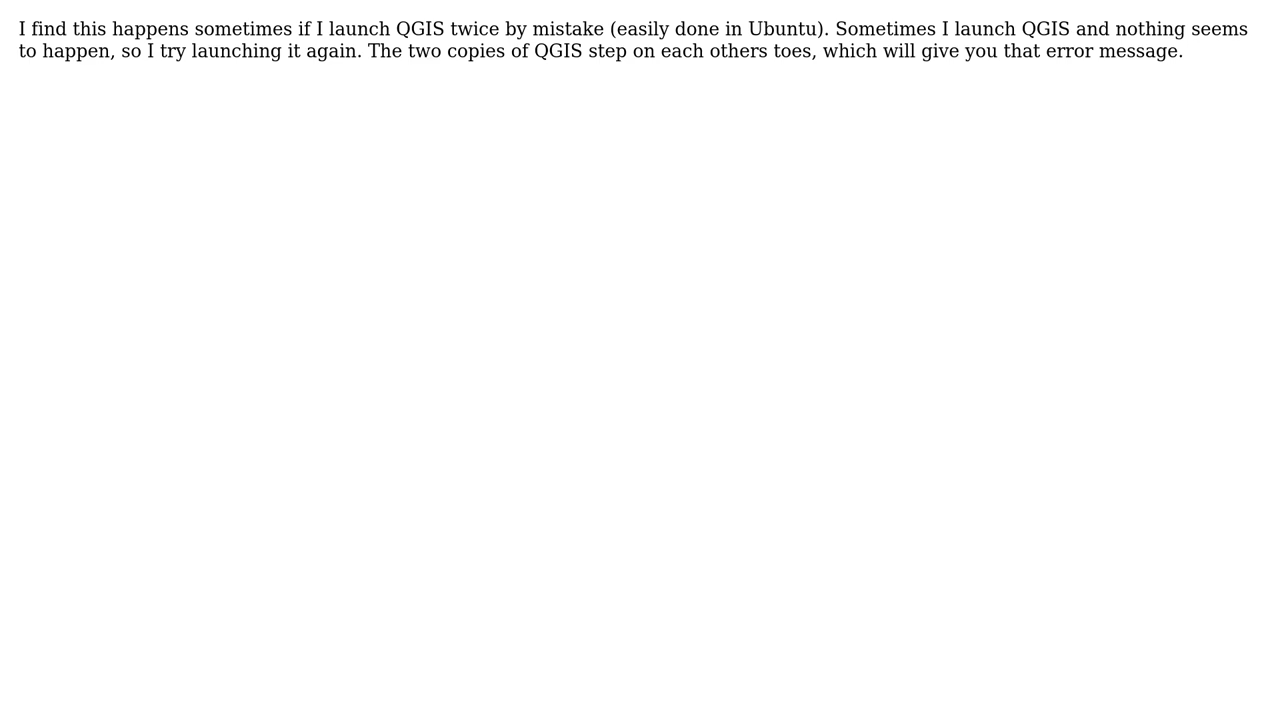 I find this happens sometimes if I launch QGIS twice by mistake (easily done in Ubuntu). Sometimes I launch QGIS and nothing seems
to happen, so I try launching it again. The two copies of QGIS step on each others toes, which will give you that error message.